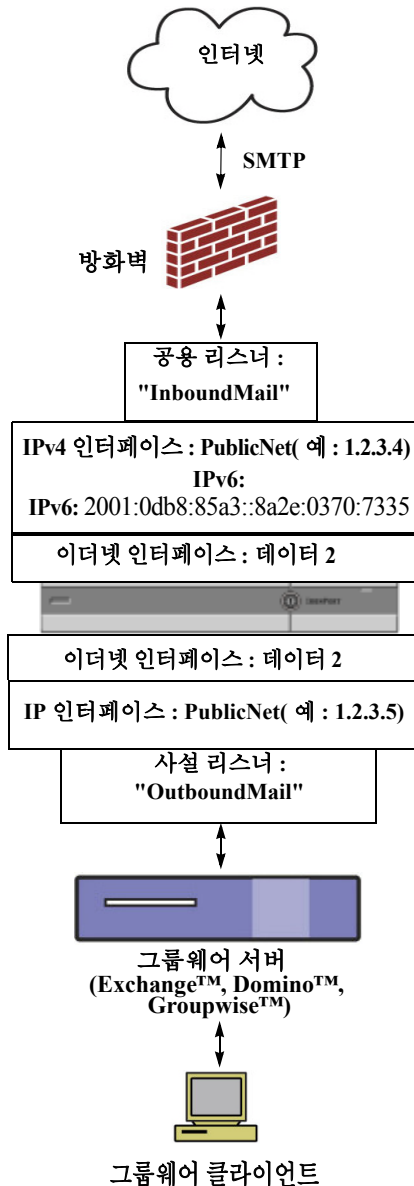 인터넷
SMTP
방화벽
공용 리스너 :
"InboundMail"
IPv4 인터페이스 : PublicNet( 예 : 1.2.3.4)
IPv6:
IPv6: 2001:0db8:85a3::8a2e:0370:7335
이더넷 인터페이스 : 데이터 2
IRONPORT
이더넷 인터페이스 : 데이터 2
IP 인터페이스 : PublicNet( 예 : 1.2.3.5)
사설 리스너 :
"OutboundMail"
그룹웨어 서버
(Exchange™, Domino™,
Groupwise™)
그룹웨어 클라이언트